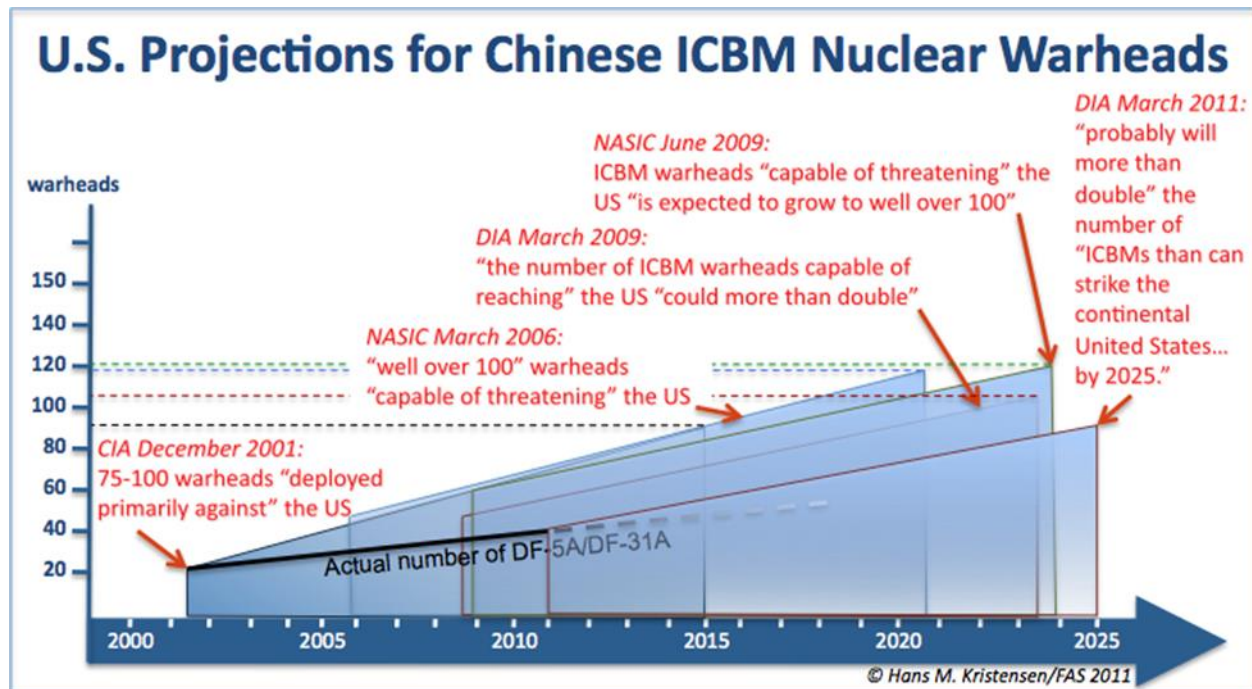 U.S. Projections for Chinese ICBM Nuclear Warheads
DIA March 2011:
“probably will
more than
double” the
number of
“ICBMs than can
strike the
continental
United States…
by 2025.”
NASIC June 2009:
ICBM warheads “capable of threatening” the
US “is expected to grow to well over 100”
DIA March 2009:
“the number of ICBM warheads capable of
reaching” the US “could more than double”
NASIC March 2006:
“well over 100” warheads
“capable of threatening” the US
CIA December 2001:
75-100 warheads “deployed
primarily against” the US
warheads
150
140
120
100
80
60
40
20
Actual number of DF-5A/DF-31A
2000
2005
2010
2015
2020
2025
© Hans M. Kristensen/FAS 2011